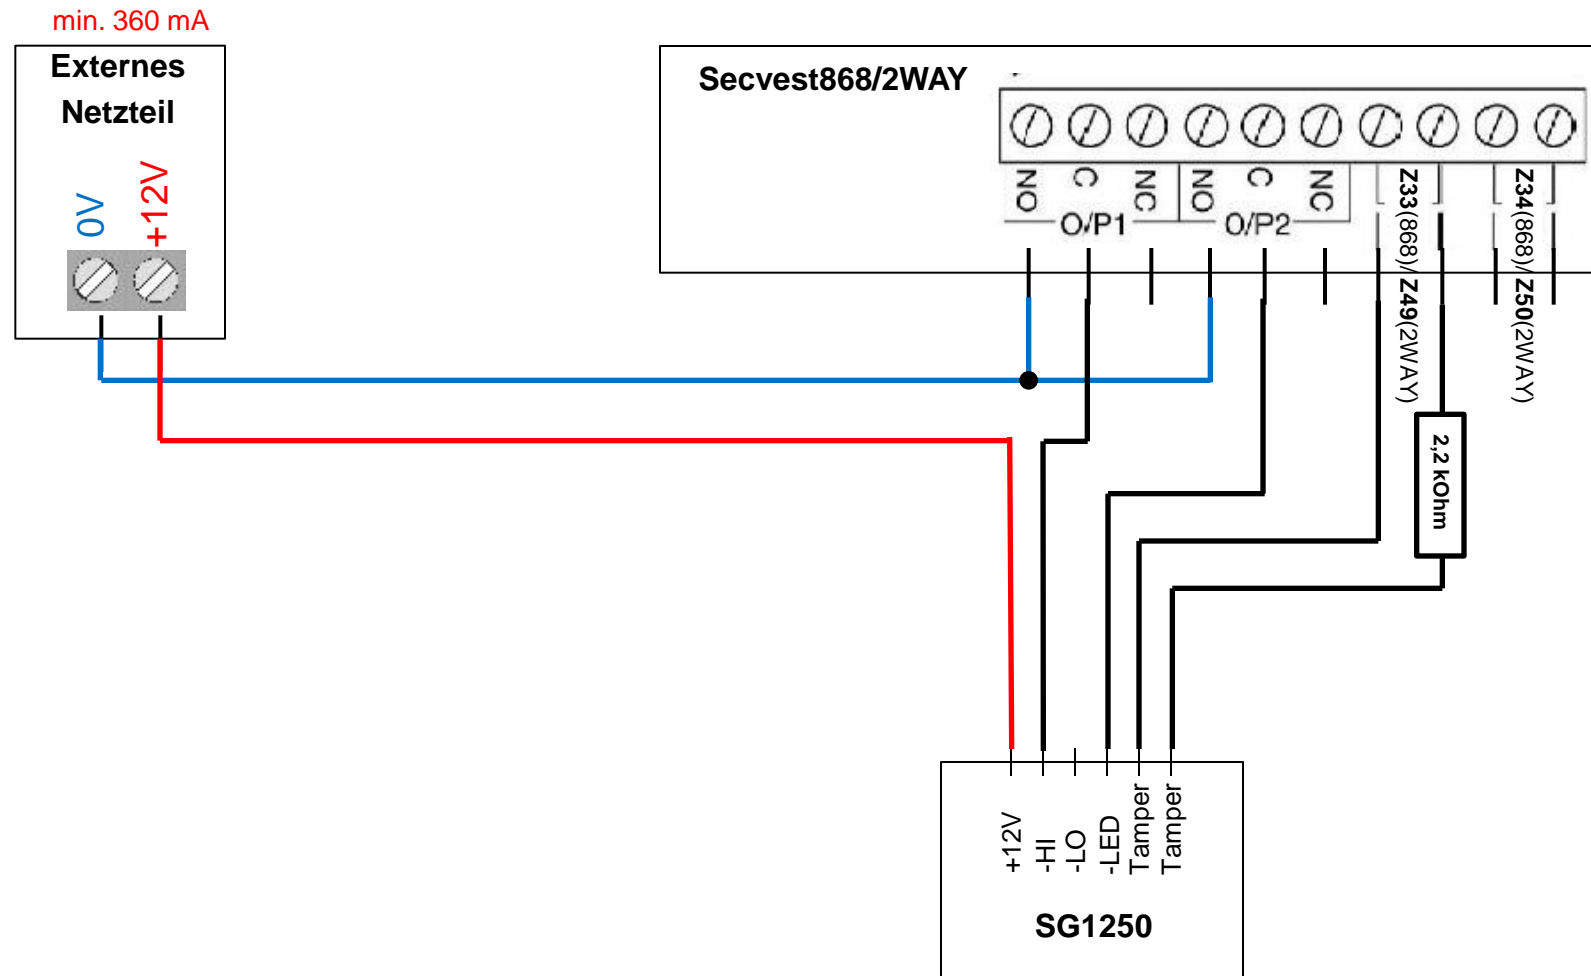 min. 360 mA
Externes
Netzteil
0V
+12V
Secvest868/2WAY
NO
C
NC
NO
C
NC
O/P1
O/P2
Z33(868)/ Z49(2WAY)
Z34(868)/ Z50(2WAY)
2,2 kOhm
+12V
-HI
-LO
-LED
Tamper
Tamper
SG1250